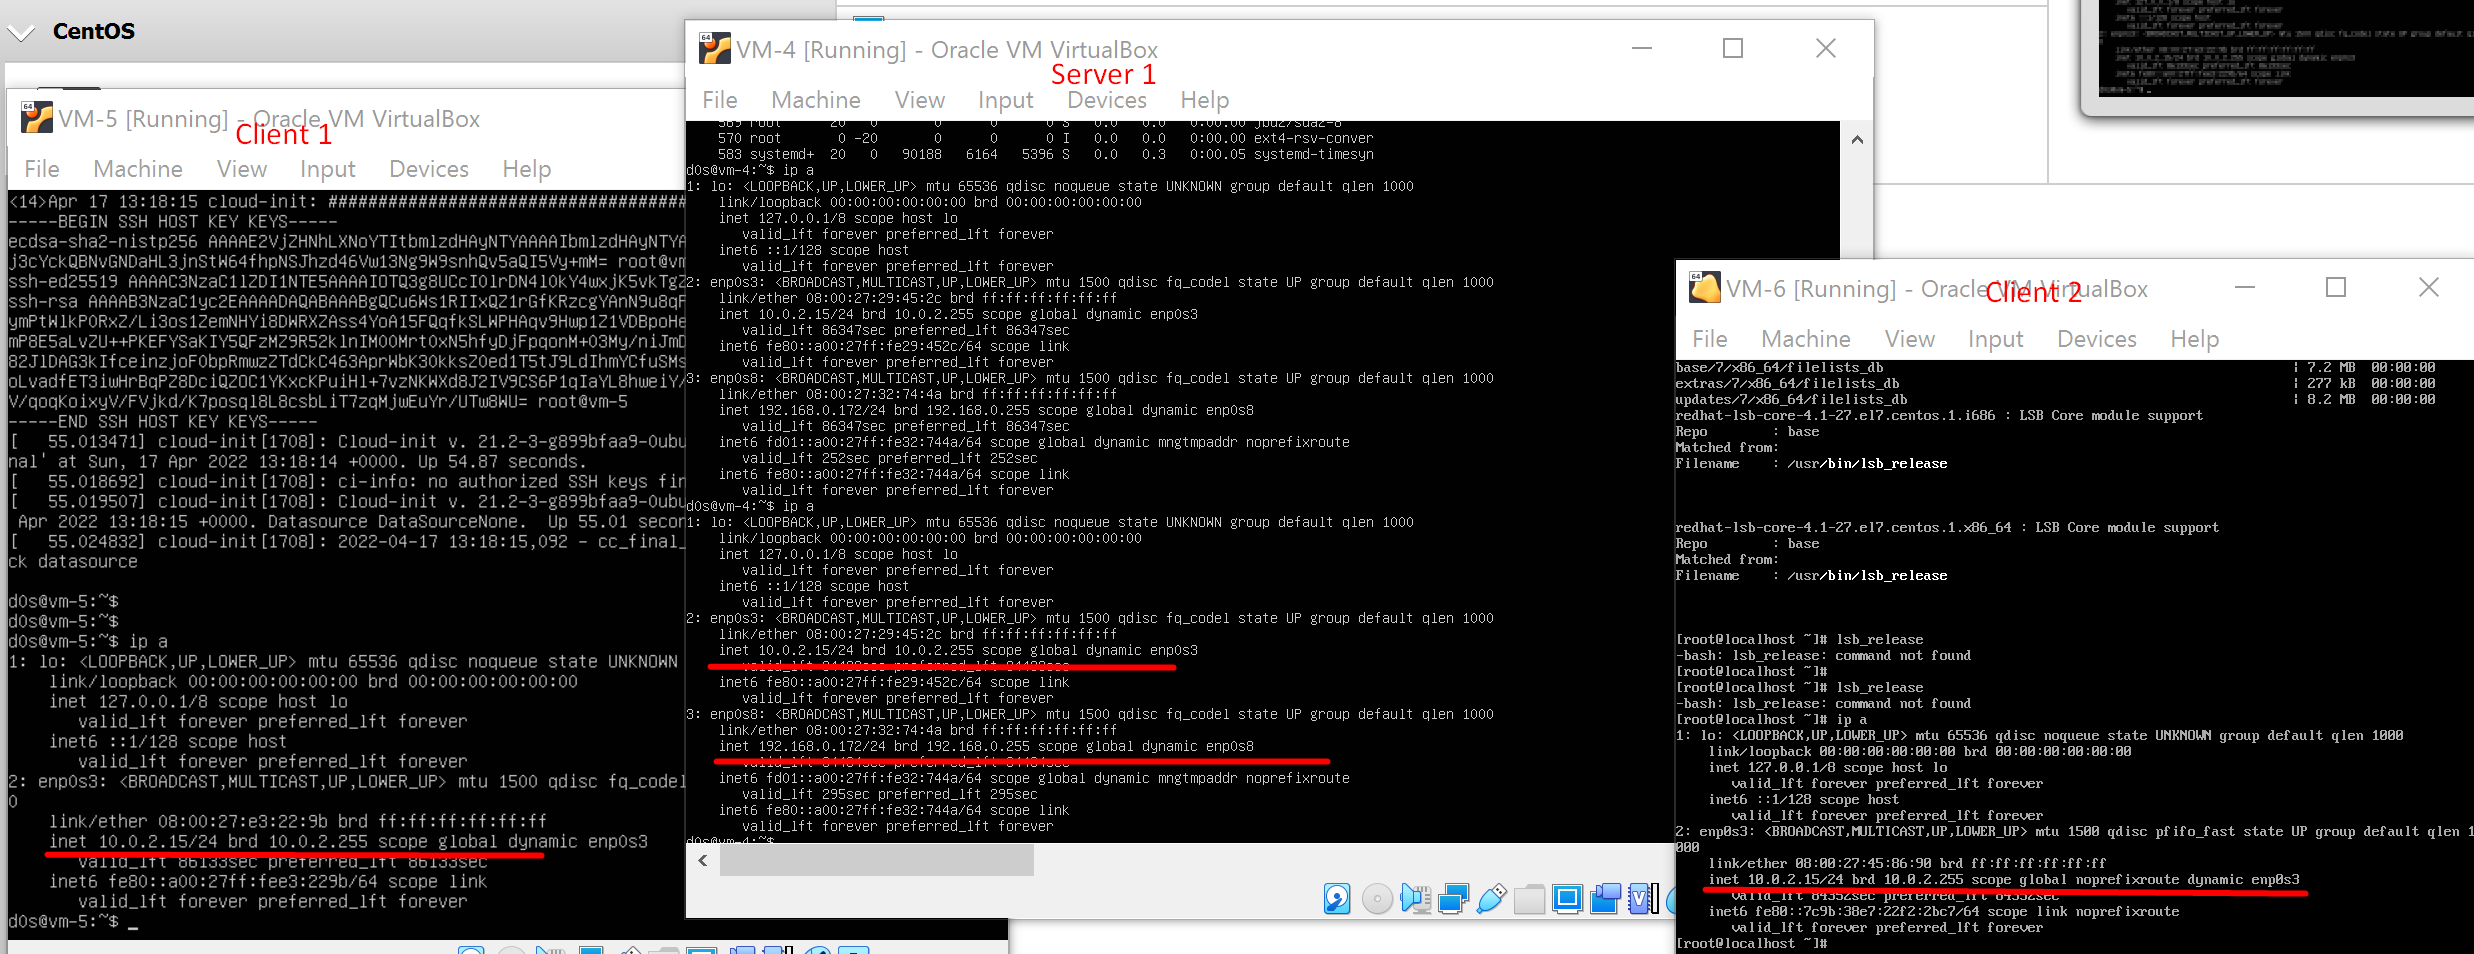 CentOS
VM-5 [Running] - Oracle VM VirtualBox
Client 1
File Machine View Input Devices Help
<14>Apr 17 13:18:15 cloud-init: ####################################
-----BEGIN SSH HOST KEY KEYS-----
ecdsa-sha2-nistp256
root@vm
ssh-ed25519
ssh-rsa
root@vm-5
-----END SSH HOST KEY KEYS-----
[   55.013471] cloud-init[1708]: Cloud-init v. 21.2-3-g899bfaa9-0ubu
nal' at Sun, 17 Apr 2022 13:18:14 +0000. Up 54.87 seconds.
[   55.018692] cloud-init[1708]: ci-info: no authorized SSH keys fin
[   55.019507] cloud-init[1708]: Cloud-init v. 21.2-3-g899bfaa9-0ubu
Apr 2022 13:18:15 +0000. Datasource DataSourceNone.  Up 55.01 secon
[   55.024832] cloud-init[1708]: 2022-04-17 13:18:15,092 - cc_final_
ck datasource
d0s@vm-5:~$
d0s@vm-5:~$
d0s@vm-5:~$ ip a
1: lo: <LOOPBACK,UP,LOWER_UP> mtu 65536 qdisc noqueue state UNKNOWN
link/loopback 00:00:00:00:00:00 brd 00:00:00:00:00:00
inet 127.0.0.1/8 scope host lo
valid_lft forever preferred_lft forever
inet6 ::1/128 scope host
valid_lft forever preferred_lft forever
2: enp0s3: <BROADCAST,MULTICAST,UP,LOWER_UP> mtu 1500 qdisc fq_codel
0
link/ether 08:00:27:e3:22:9b brd ff:ff:ff:ff:ff:ff
inet 10.0.2.15/24 brd 10.0.2.255 scope global dynamic enp0s3
valid_lft 86133sec preferred_lft 86133sec
inet6 fe80::a00:27ff:fee3:229b/64 scope link
valid_lft forever preferred_lft forever
d0s@vm-5:~$ _
VM-4 [Running] - Oracle VM VirtualBox
Server 1
File Machine View Input Devices Help
569 root 20 0 0 0 0 S 0.0 0.0 0:00.00 jbd2/sda2-8
570 root 0 -20 0 0 0 I 0.0 0.0 0:00.00 ext4-rsv-conver
583 systemd+ 20 0 90188 6164 5396 S 0.0 0.3 0:00.05 systemd-timesyn
d0s@vm-4:~$ ip a
1: lo: <LOOPBACK,UP,LOWER_UP> mtu 65536 qdisc noqueue state UNKNOWN group default qlen 1000
link/loopback 00:00:00:00:00:00 brd 00:00:00:00:00:00
inet 127.0.0.1/8 scope host lo
valid_lft forever preferred_lft forever
inet6 ::1/128 scope host
valid_lft forever preferred_lft forever
2: enp0s3: <BROADCAST,MULTICAST,UP,LOWER_UP> mtu 1500 qdisc fq_codel state UP group default qlen 1000
link/ether 08:00:27:29:45:2c brd ff:ff:ff:ff:ff:ff
inet 10.0.2.15/24 brd 10.0.2.255 scope global dynamic enp0s3
valid_lft 86347sec preferred_lft 86347sec
inet6 fe80::a00:27ff:fe29:452c/64 scope link
valid_lft forever preferred_lft forever
3: enp0s8: <BROADCAST,MULTICAST,UP,LOWER_UP> mtu 1500 qdisc fq_codel state UP group default qlen 1000
link/ether 08:00:27:32:74:4a brd ff:ff:ff:ff:ff:ff
inet 192.168.0.172/24 brd 192.168.0.255 scope global dynamic enp0s8
valid_lft 86347sec preferred_lft 86347sec
inet6 fd01::a00:27ff:fe32:744a/64 scope global dynamic mngtmpaddr noprefixroute
valid_lft 252sec preferred_lft 252sec
inet6 fe80::a00:27ff:fe32:744a/64 scope link
valid_lft forever preferred_lft forever
d0s@vm-4:~$ ip a
1: lo: <LOOPBACK,UP,LOWER_UP> mtu 65536 qdisc noqueue state UNKNOWN group default qlen 1000
link/loopback 00:00:00:00:00:00 brd 00:00:00:00:00:00
inet 127.0.0.1/8 scope host lo
valid_lft forever preferred_lft forever
inet6 ::1/128 scope host
valid_lft forever preferred_lft forever
2: enp0s3: <BROADCAST,MULTICAST,UP,LOWER_UP> mtu 1500 qdisc fq_codel state UP group default qlen 1000
link/ether 08:00:27:29:45:2c brd ff:ff:ff:ff:ff:ff
inet 10.0.2.15/24 brd 10.0.2.255 scope global dynamic enp0s3
inet6 fe80::a00:27ff:fe29:452c/64 scope link
valid_lft forever preferred_lft forever
3: enp0s8: <BROADCAST,MULTICAST,UP,LOWER_UP> mtu 1500 qdisc fq_codel state UP group default qlen 1000
link/ether 08:00:27:32:74:4a brd ff:ff:ff:ff:ff:ff
inet 192.168.0.172/24 brd 192.168.0.255 scope global dynamic enp0s8
inet6 fd01::a00:27ff:fe32:744a/64 scope global dynamic mngtmpaddr noprefixroute
valid_lft 295sec preferred_lft 295sec
inet6 fe80::a00:27ff:fe32:744a/64 scope link
valid_lft forever preferred_lft forever
d0s@vm-4:~$
VM-6 [Running] - Oracle VM VirtualBox
Client 2
File Machine View Input Devices Help
base/7/x86_64/filelists_db | 7.2 MB 00:00:00
extras/7/x86_64/filelists_db | 277 kB 00:00:00
updates/7/x86_64/filelists_db | 8.2 MB 00:00:00
redhat-lsb-core-4.1-27.el7.centos.1.i686 : LSB Core module support
Repo : base
Matched from:
Filename : /usr/bin/lsb_release
redhat-lsb-core-4.1-27.el7.centos.1.x86_64 : LSB Core module support
Repo : base
Matched from:
Filename : /usr/bin/lsb_release
[root@localhost ~]# lsb_release
-bash: lsb_release: command not found
[root@localhost ~]#
[root@localhost ~]# lsb_release
-bash: lsb_release: command not found
[root@localhost ~]# ip a
1: lo: <LOOPBACK,UP,LOWER_UP> mtu 65536 qdisc noqueue state UNKNOWN group default qlen 1000
link/loopback 00:00:00:00:00:00 brd 00:00:00:00:00:00
inet 127.0.0.1/8 scope host lo
valid_lft forever preferred_lft forever
inet6 ::1/128 scope host
valid_lft forever preferred_lft forever
2: enp0s3: <BROADCAST,MULTICAST,UP,LOWER_UP> mtu 1500 qdisc pfifo_fast state UP group default qlen 1
000
link/ether 08:00:27:45:86:90 brd ff:ff:ff:ff:ff:ff
inet 10.0.2.15/24 brd 10.0.2.255 scope global noprefixroute dynamic enp0s3
valid_lft 84352sec preferred_lft 84352sec
inet6 fe80::7c9b:38e7:22f2:2bc7/64 scope link noprefixroute
valid_lft forever preferred_lft forever
[root@localhost ~]#